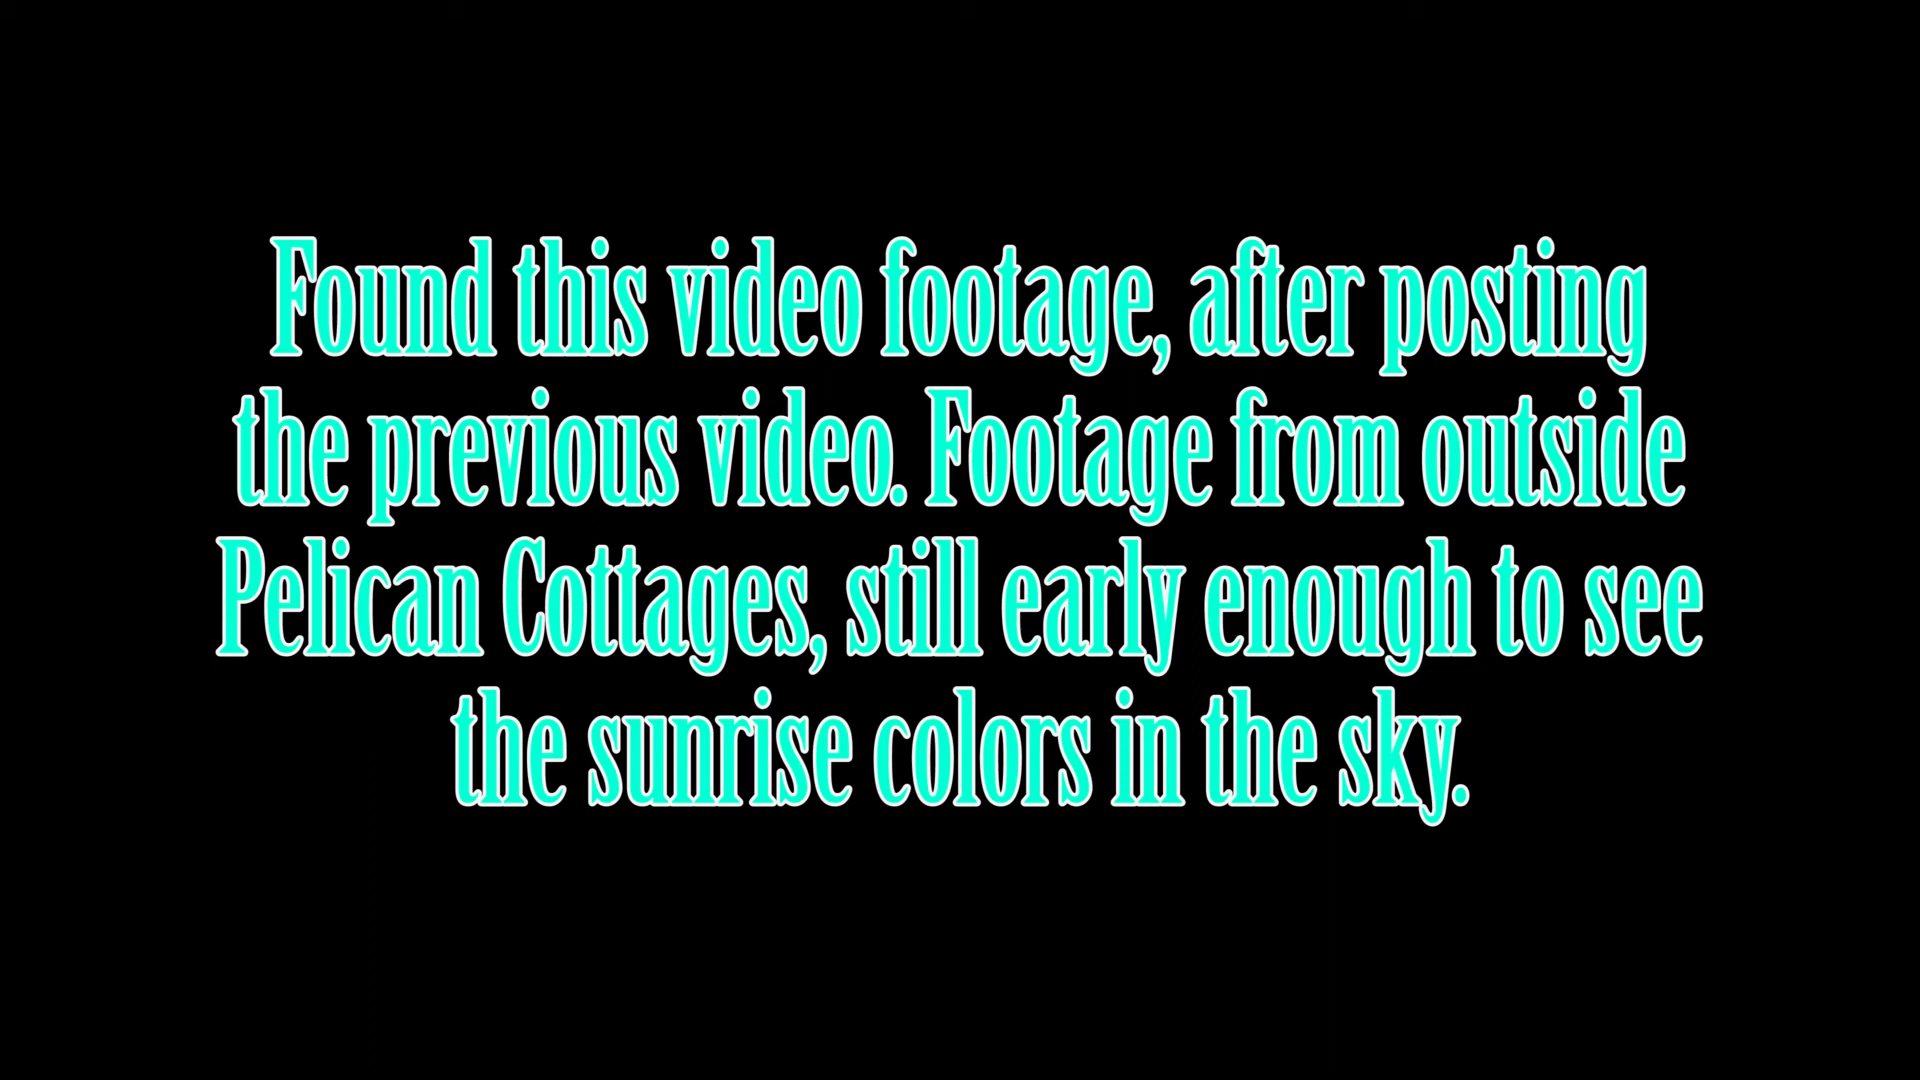 Found this video footage, after posting
the previous video. Footage from outside
Pelican Cottages, still early enough to see
the sunrise colors in the sky.